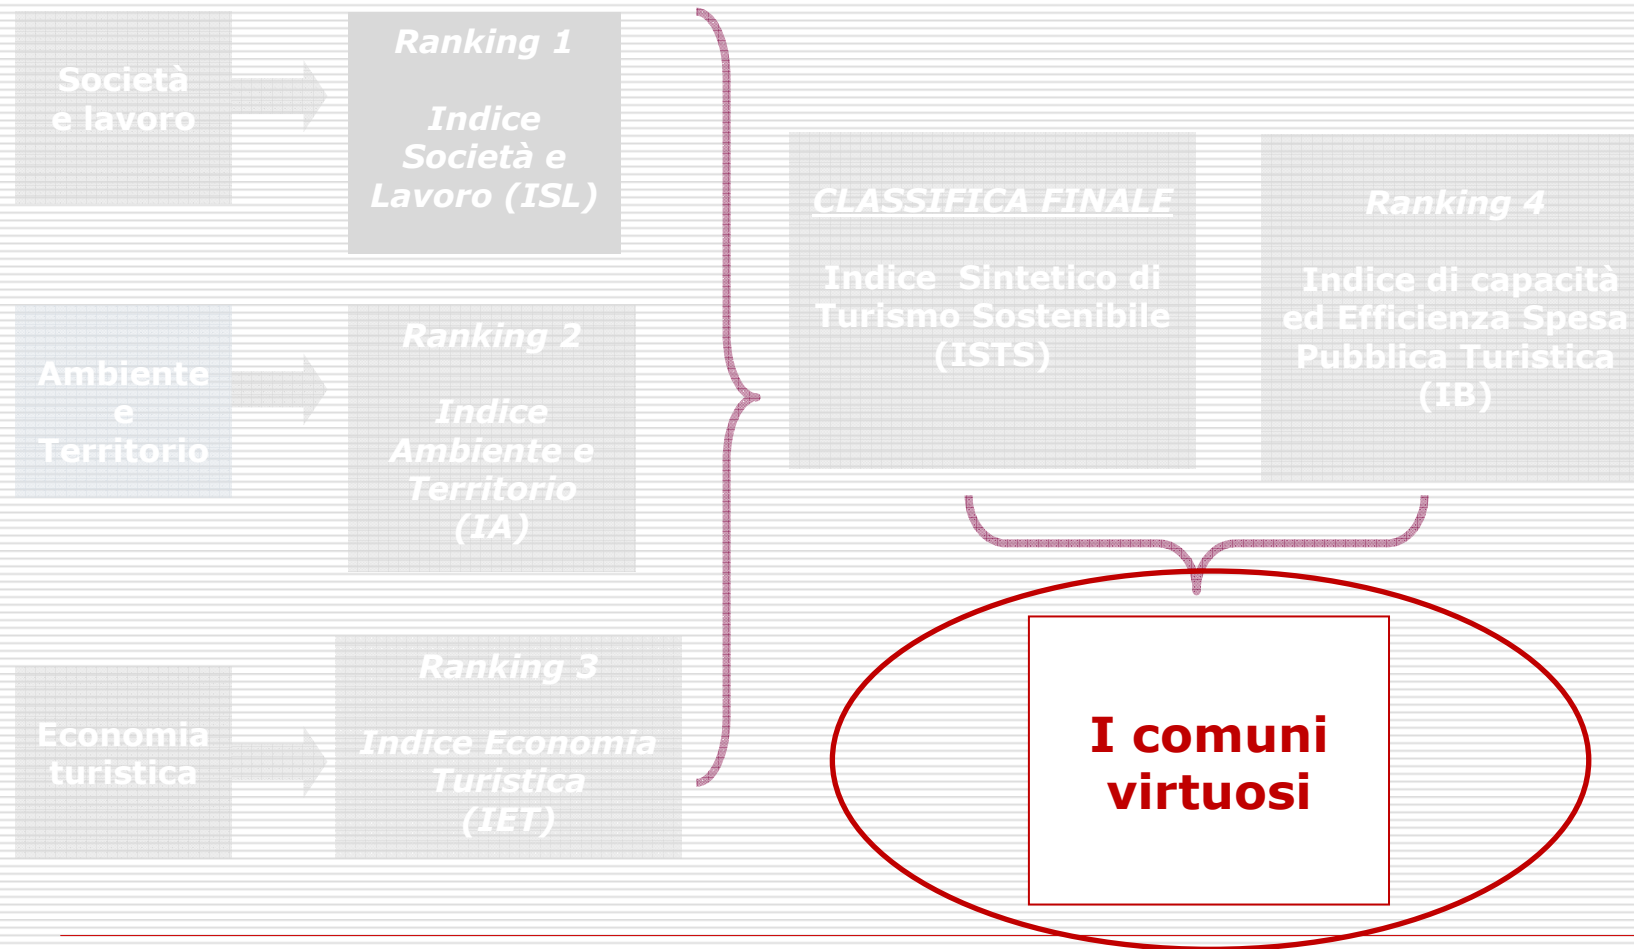 Società
e lavoro
Ranking 1
Indice
Società e
Lavoro (ISL)
Ambiente
e
Territorio
Ranking 2
Indice
Ambiente e
Territorio
(IA)
Economia
turistica
Ranking 3
Indice Economia
Turistica
(IET)
CLASSIFICA FINALE
Indice Sintetico di
Turismo Sostenibile
(ISTS)
Ranking 4
Indice di capacità
ed Efficienza Spesa
Pubblica Turistica
(IB)
I comuni
virtuosi